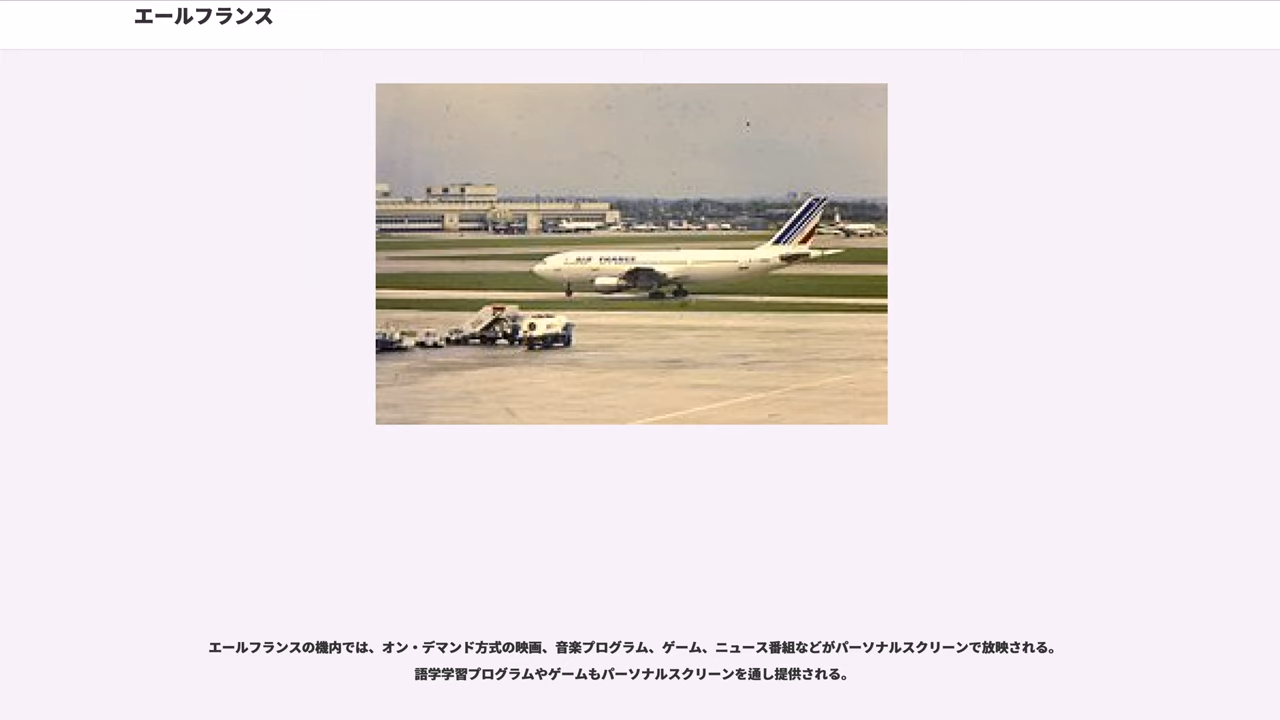 エールフランス
AIR FRANCE
エールフランスの機内では、オン・デマンド方式の映画、音楽プログラム、ゲーム、ニュース番組などがパーソナルスクリーンで放映される。
語学学習プログラムやゲームもパーソナルスクリーンを通し提供される。